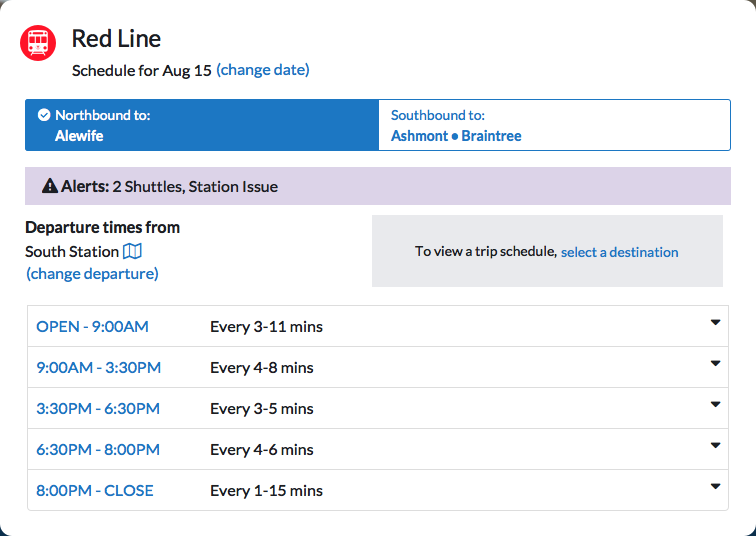 Red Line
Schedule for Aug 15 (change date)
Northbound to:
Alewife
Southbound to:
Ashmont • Braintree
Alerts: 2 Shuttles, Station Issue
Departure times from
South Station
(change departure)
To view a trip schedule, select a destination
OPEN - 9:00AM Every 3-11 mins
9:00AM - 3:30PM Every 4-8 mins
3:30PM - 6:30PM Every 3-5 mins
6:30PM - 8:00PM Every 4-6 mins
8:00PM - CLOSE Every 1-15 mins